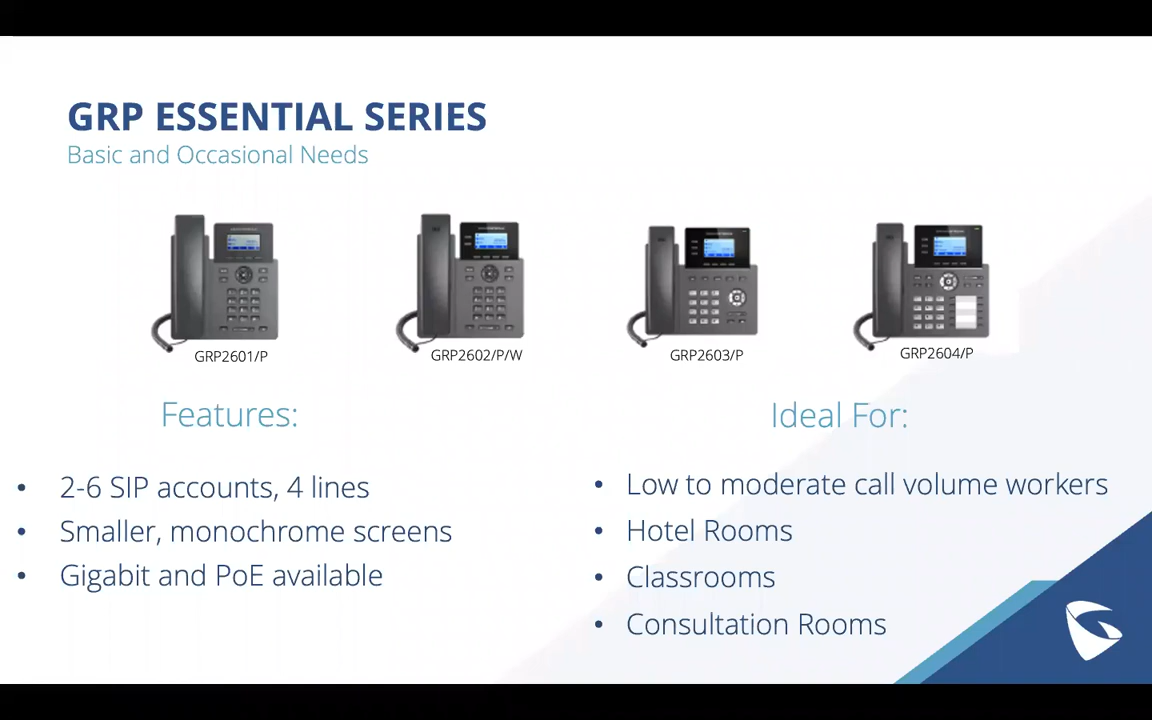 GRP ESSENTIAL SERIES
Basic and Occasional Needs
GRP2601/P
GRP2602/P/W
GRP2603/P
GRP2604/P
Features:
• 2-6 SIP accounts, 4 lines
• Smaller, monochrome screens
• Gigabit and PoE available
Ideal For:
• Low to moderate call volume workers
• Hotel Rooms
• Classrooms
• Consultation Rooms